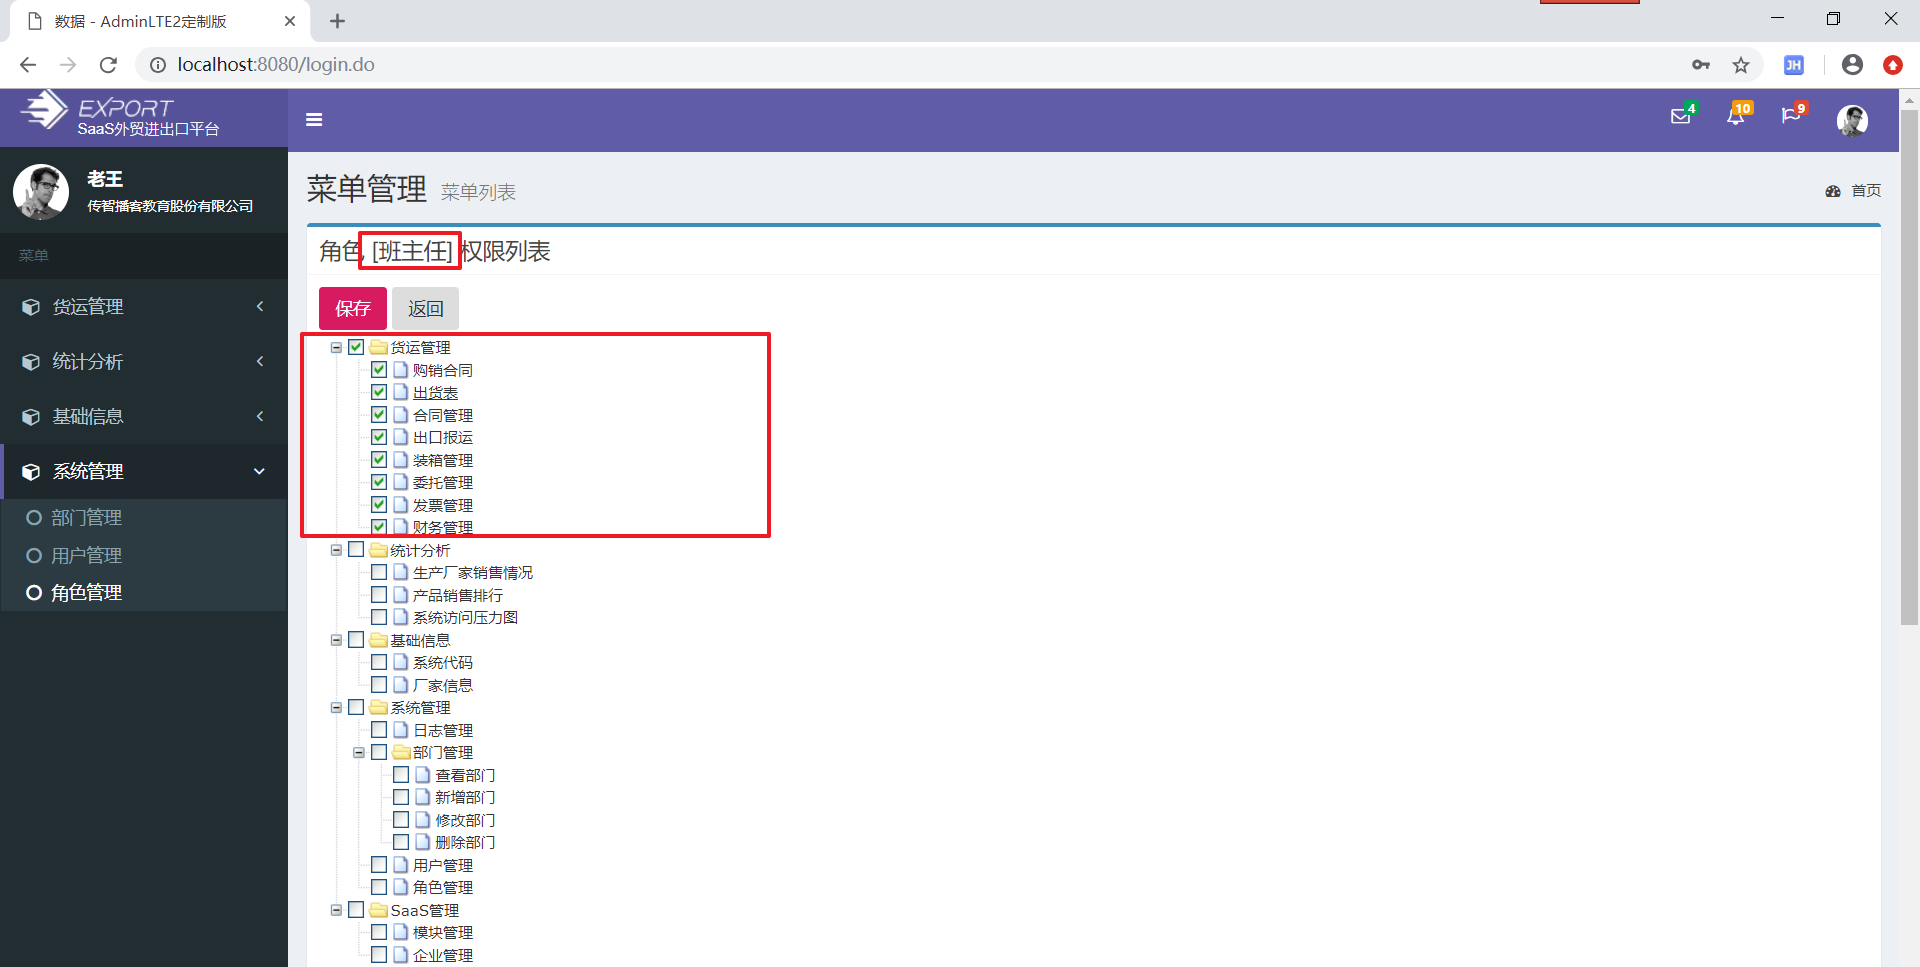 数据 - AdminLTE2定制版
localhost:8080/login.do
JH
EXPORT
SaaS外贸进出口平台
4
10
9
老王
传智播客教育股份有限公司
菜单
货运管理
统计分析
基础信息
系统管理
部门管理
用户管理
角色管理
菜单管理 菜单列表
首页
角色 [班主任] 权限列表
保存 返回
货运管理
购销合同
出货表
合同管理
出口报运
装箱管理
委托管理
发票管理
财务管理
统计分析
生产厂家销售情况
产品销售排行
系统访问压力图
基础信息
系统代码
厂家信息
系统管理
日志管理
部门管理
查看部门
新增部门
修改部门
删除部门
用户管理
角色管理
SaaS管理
模块管理
企业管理